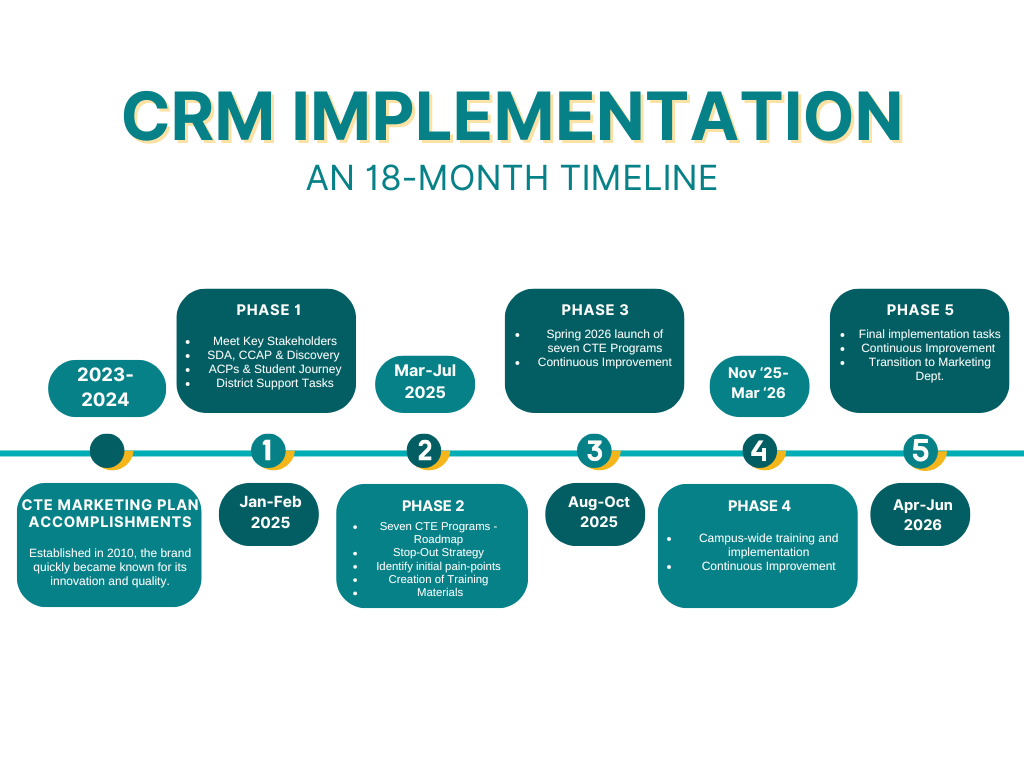 CRM IMPLEMENTATION
AN 18-MONTH TIMELINE
2023-
2024
CTE MARKETING PLAN
ACCOMPLISHMENTS
Established in 2010, the brand
quickly became known for its
innovation and quality.
PHASE 1
• Meet Key Stakeholders
• SDA, CCAP & Discovery
• ACPs & Student Journey
• District Support Tasks
1
Jan-Feb
2025
Mar-Jul
2025
2
PHASE 2
• Seven CTE Programs -
Roadmap
• Stop-Out Strategy
• Identify initial pain-points
• Creation of Training
• Materials
PHASE 3
• Spring 2026 launch of
seven CTE Programs
• Continuous Improvement
3
Aug-Oct
2025
Nov ‘25-
Mar ‘26
4
PHASE 4
• Campus-wide training and
implementation
• Continuous Improvement
PHASE 5
• Final implementation tasks
• Continuous Improvement
• Transition to Marketing
Dept.
5
Apr-Jun
2026